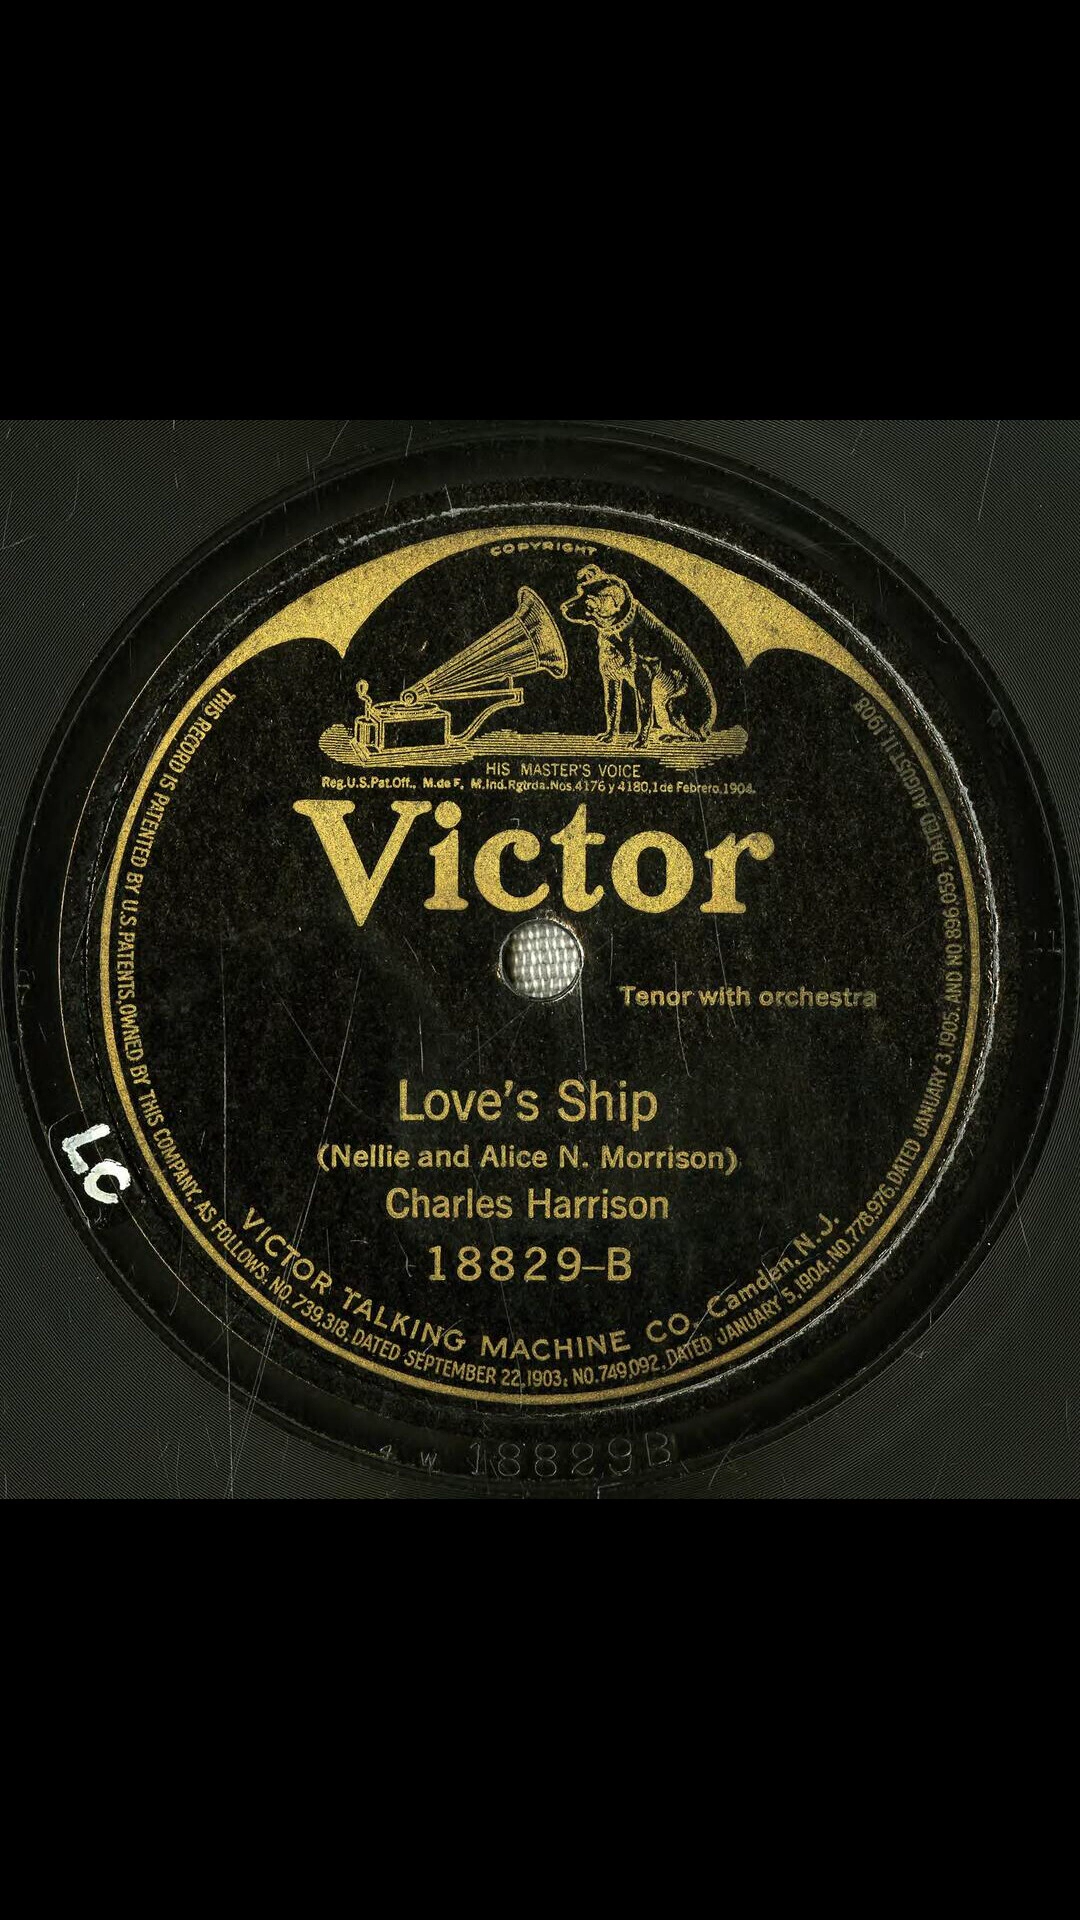 COPYRIGHT
HIS MASTER'S VOICE
Reg.U.S.Pat.Off., M.de F, M.Ind.Rgtrda.Nos.4176 y 4180,1 de Febrero.1904.
Victor
Tenor with orchestra
Love's Ship
(Nellie and Alice N. Morrison)
Charles Harrison
18829-B
VICTOR TALKING MACHINE CO. Camden, N.J.
THIS RECORD IS PATENTED BY U.S. PATENTS, OWNED BY THIS COMPANY, AS FOLLOWS: NO. 739,318, DATED SEPTEMBER 22,1903; NO.749,092, DATED JANUARY 5,1904; NO.778,976, DATED JANUARY 3,1905, AND NO 896,059, DATED AUGUST 11,1908
LC
4 W 18829B